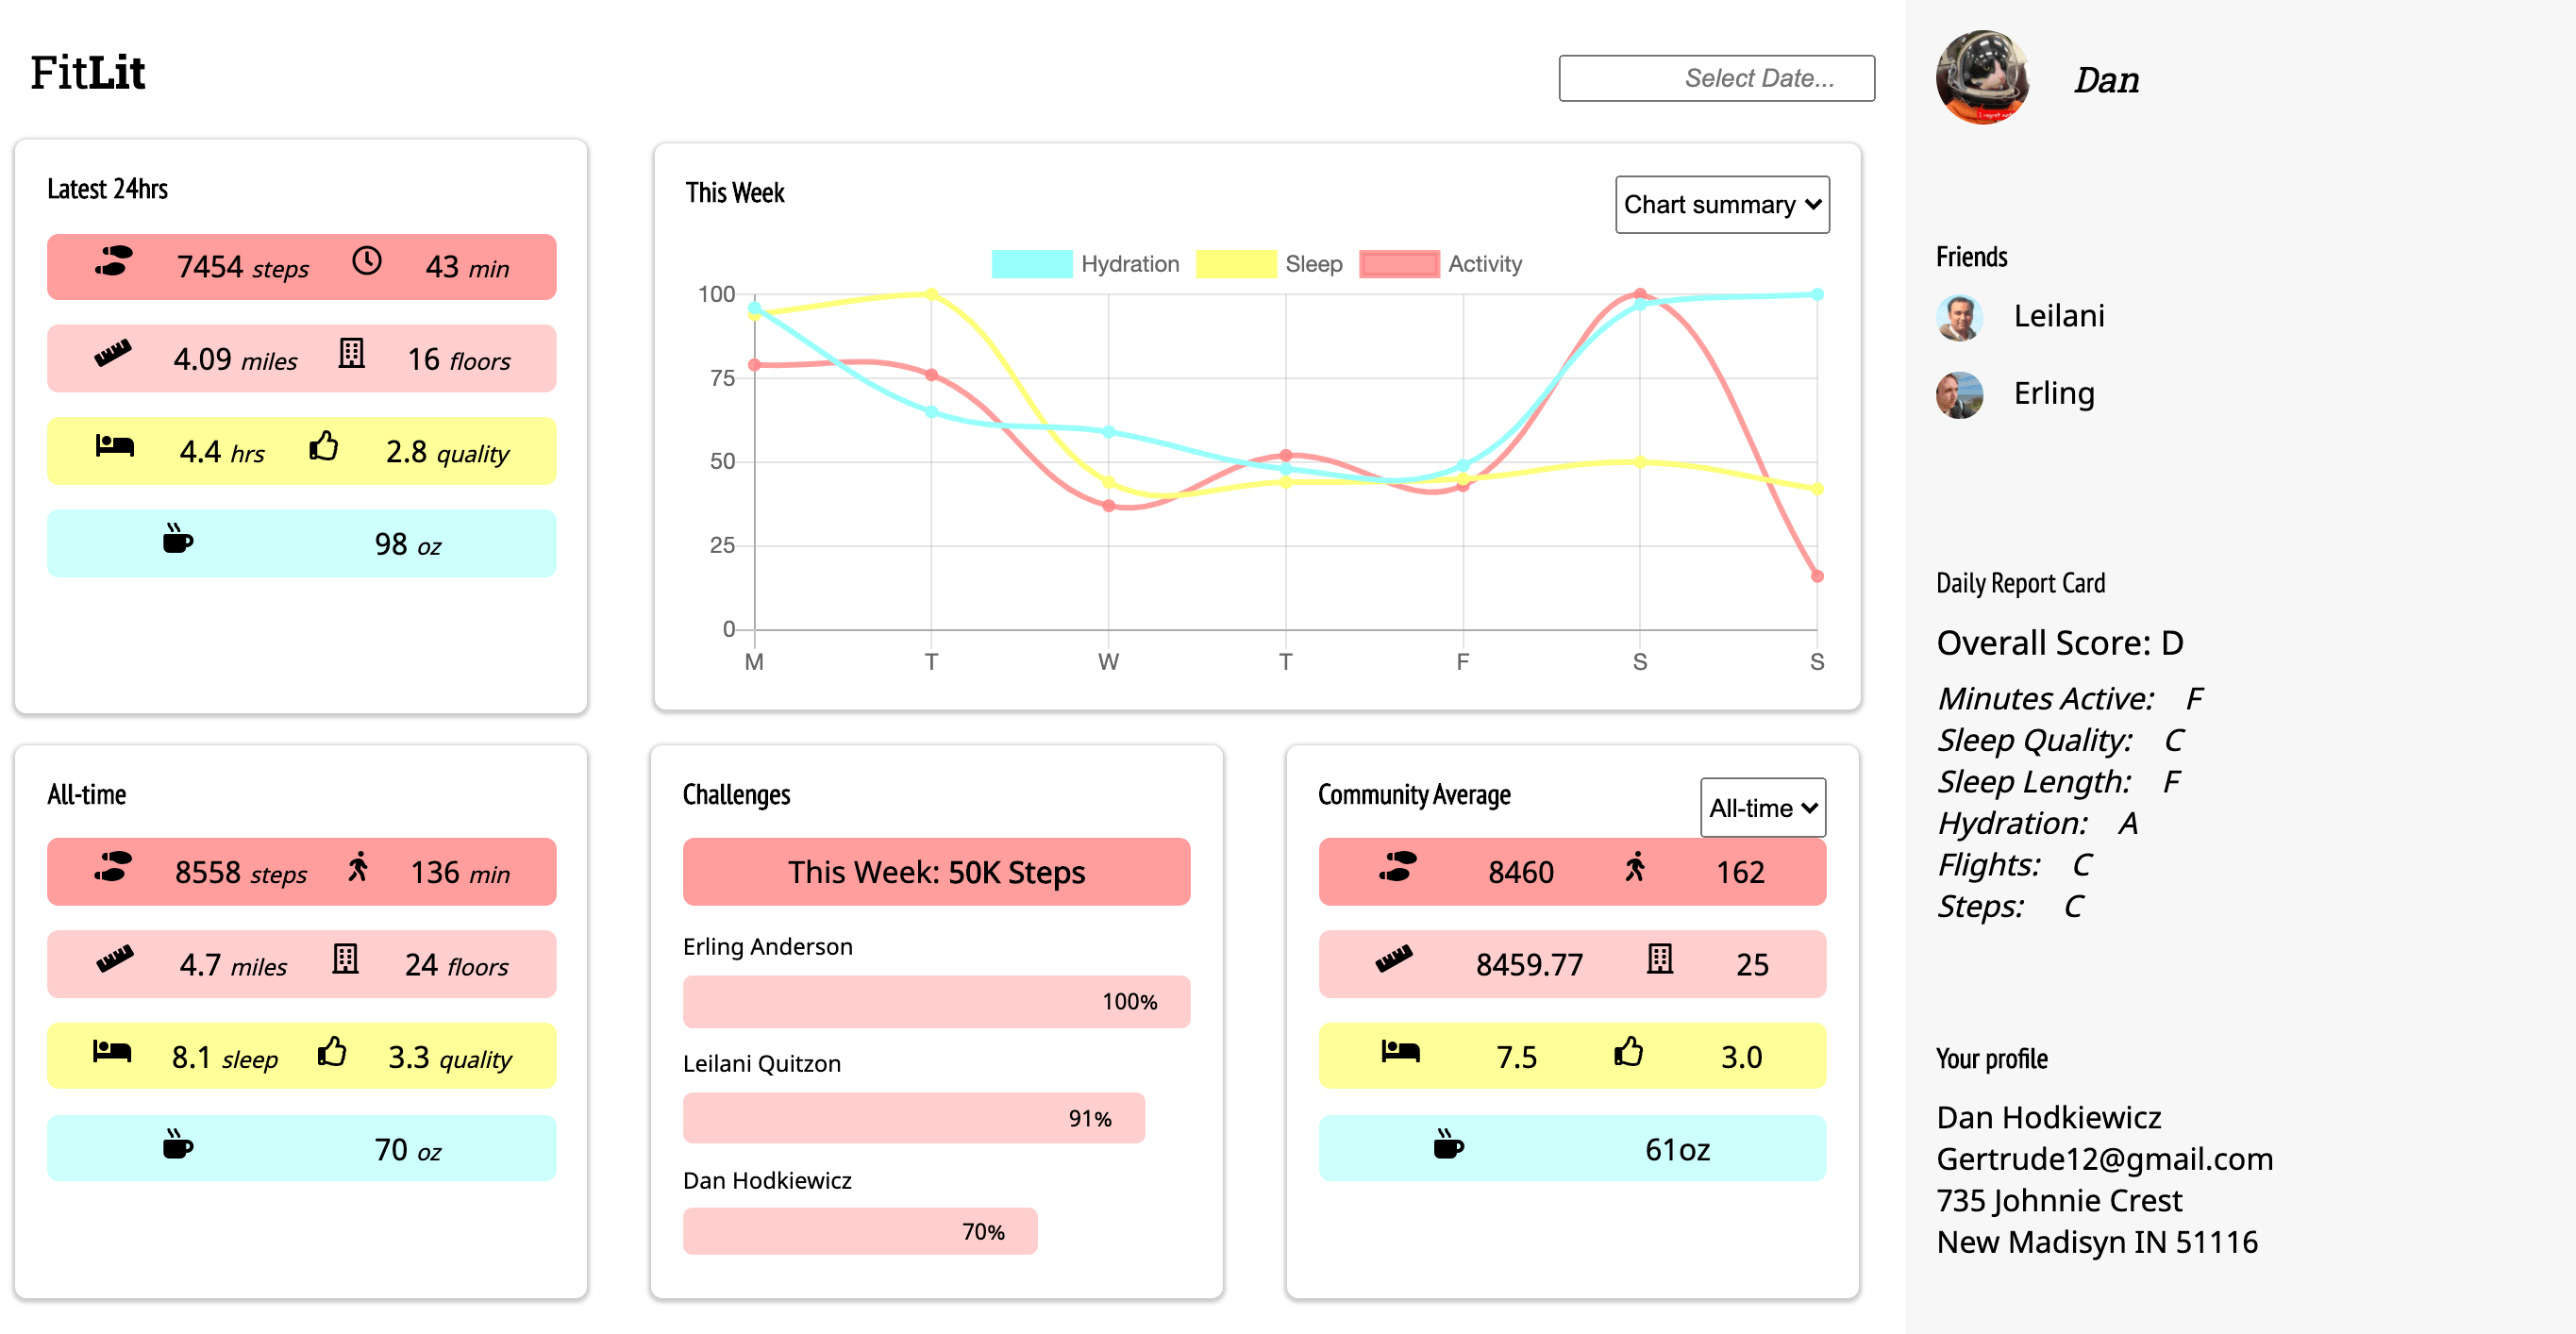 FitLit
Select Date...
Dan
Latest 24hrs
7454 steps 43 min
4.09 miles 16 floors
4.4 hrs 2.8 quality
98 oz
This Week
Chart summary
Hydration Sleep Activity
100
75
50
25
0
M T W T F S S
All-time
8558 steps 136 min
4.7 miles 24 floors
8.1 sleep 3.3 quality
70 oz
Challenges
This Week: 50K Steps
Erling Anderson
100%
Leilani Quitzon
91%
Dan Hodkiewicz
70%
Community Average
All-time
8460 162
8459.77 25
7.5 3.0
61oz
Friends
Leilani
Erling
Daily Report Card
Overall Score: D
Minutes Active: F
Sleep Quality: C
Sleep Length: F
Hydration: A
Flights: C
Steps: C
Your profile
Dan Hodkiewicz
Gertrude12@gmail.com
735 Johnnie Crest
New Madisyn IN 51116